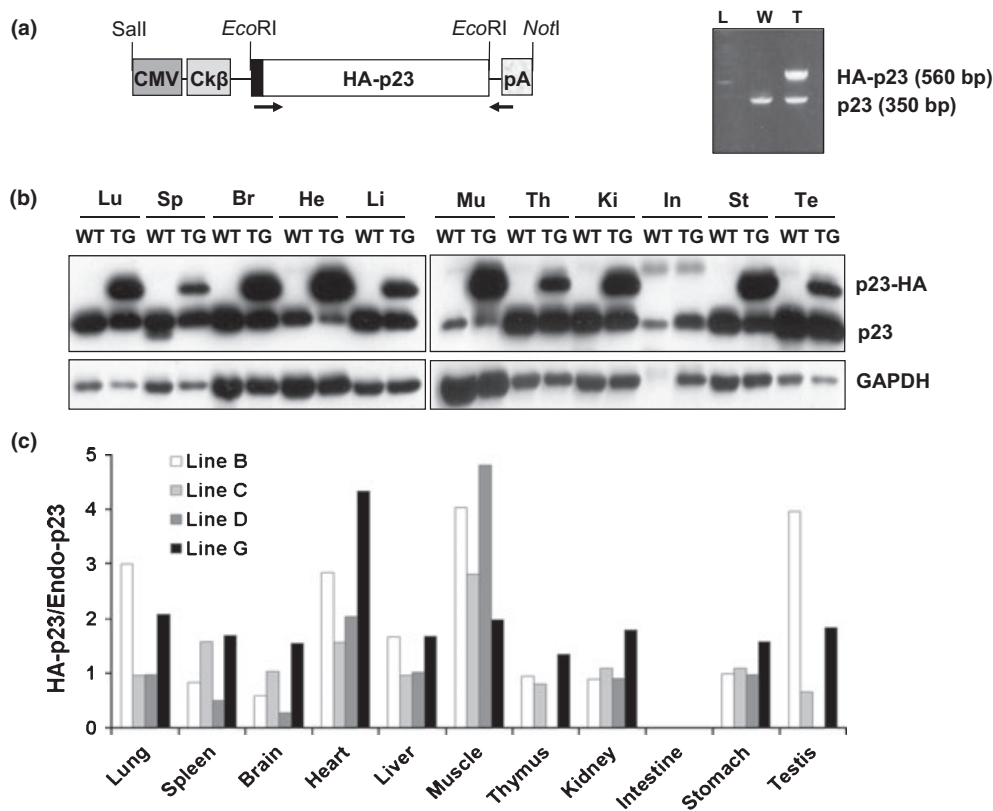 (a)
SalI EcoRI EcoRI NotI
CMV Ckβ HA-p23 pA
L W T
HA-p23 (560 bp)
p23 (350 bp)
(b)
Lu Sp Br He Li Mu Th Ki In St Te
WT TG WT TG WT TG WT TG WT TG WT TG WT TG WT TG WT TG WT TG WT TG
p23-HA
p23
GAPDH
(c)
HA-p23/Endo-p23
5
4
3
2
1
0
Line B
Line C
Line D
Line G
Lung Spleen Brain Heart Liver Muscle Thymus Kidney Intestine Stomach Testis